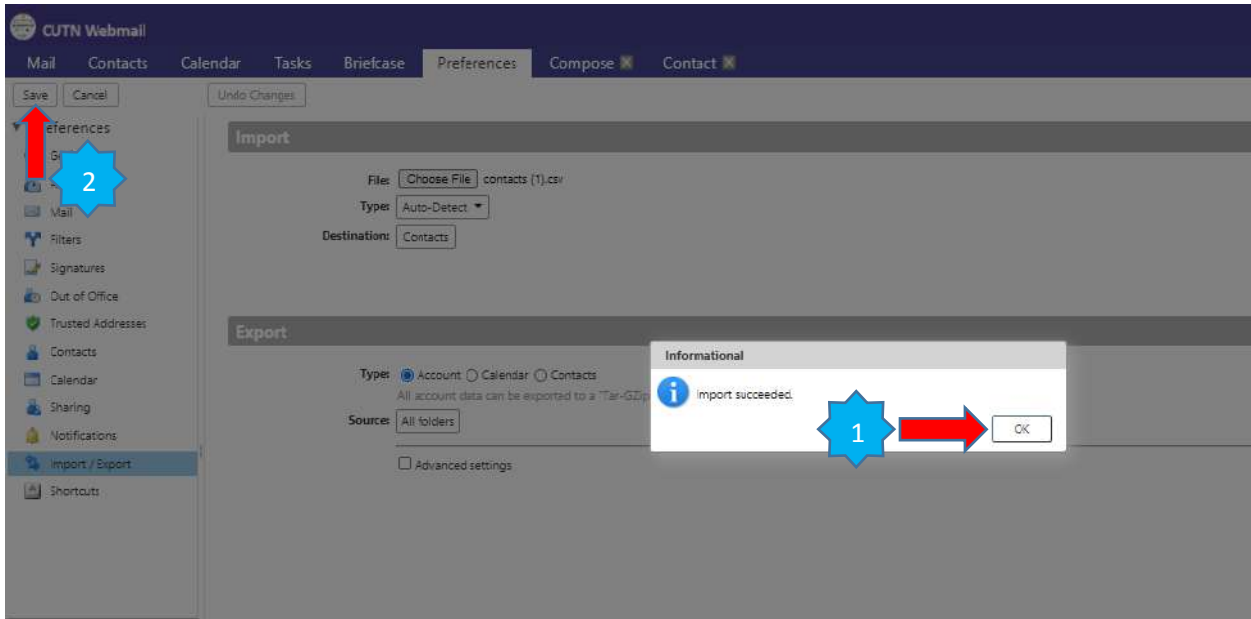 CUTN Webmail
Mail Contacts Calendar Tasks Briefcase Preferences Compose Contact
Save Cancel Undo Changes
Import
2
Mail
Filters
Signatures
Out of Office
Trusted Addresses
Contacts
Calendar
Sharing
Notifications
Import / Export
Shortcuts
File: Choose File contacts (1).csv
Type: Auto-Detect
Destination: Contacts
Export
Type: Account Calendar Contacts
All account data can be exported to a "Tar-GZip
Source: All folders
Advanced settings
Informational
Import succeeded.
1
OK